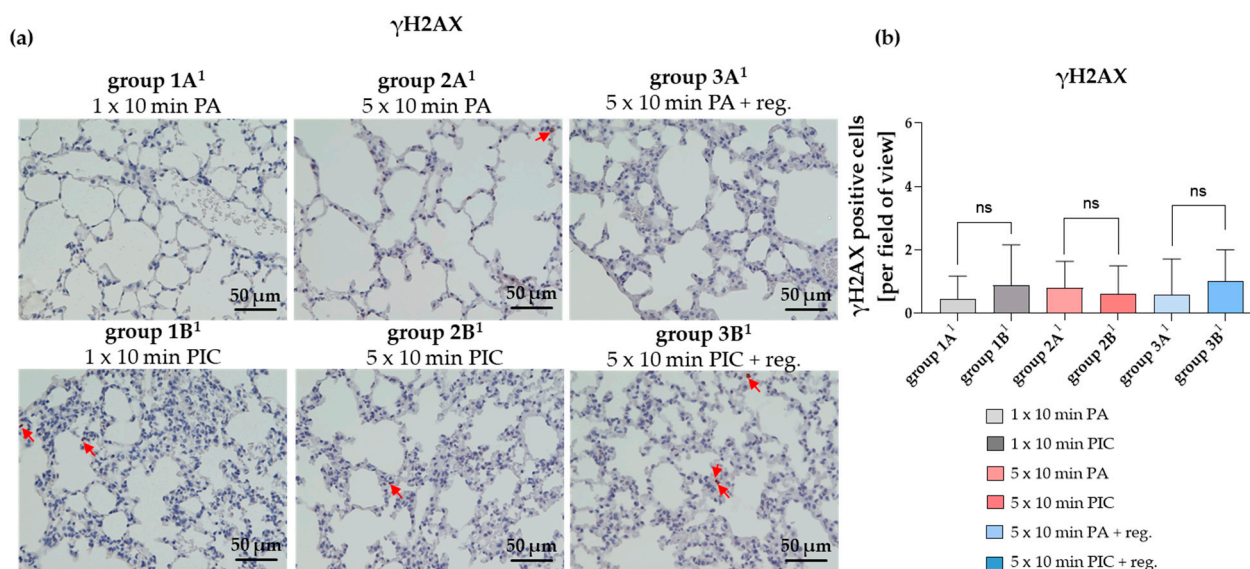 γH2AX
(a)
group 1A¹
1 x 10 min PA
group 2A¹
5 x 10 min PA
group 3A¹
5 x 10 min PA + reg.
50 µm
50 µm
50 µm
group 1B¹
1 x 10 min PIC
group 2B¹
5 x 10 min PIC
group 3B¹
5 x 10 min PIC + reg.
50 µm
50 µm
50 µm
(b)
γH2AX
γH2AX positive cells
[per field of view]
6
4
2
0
ns
ns
ns
group 1A¹
group 1B¹
group 2A¹
group 2B¹
group 3A¹
group 3B¹
1 x 10 min PA
1 x 10 min PIC
5 x 10 min PA
5 x 10 min PIC
5 x 10 min PA + reg.
5 x 10 min PIC + reg.